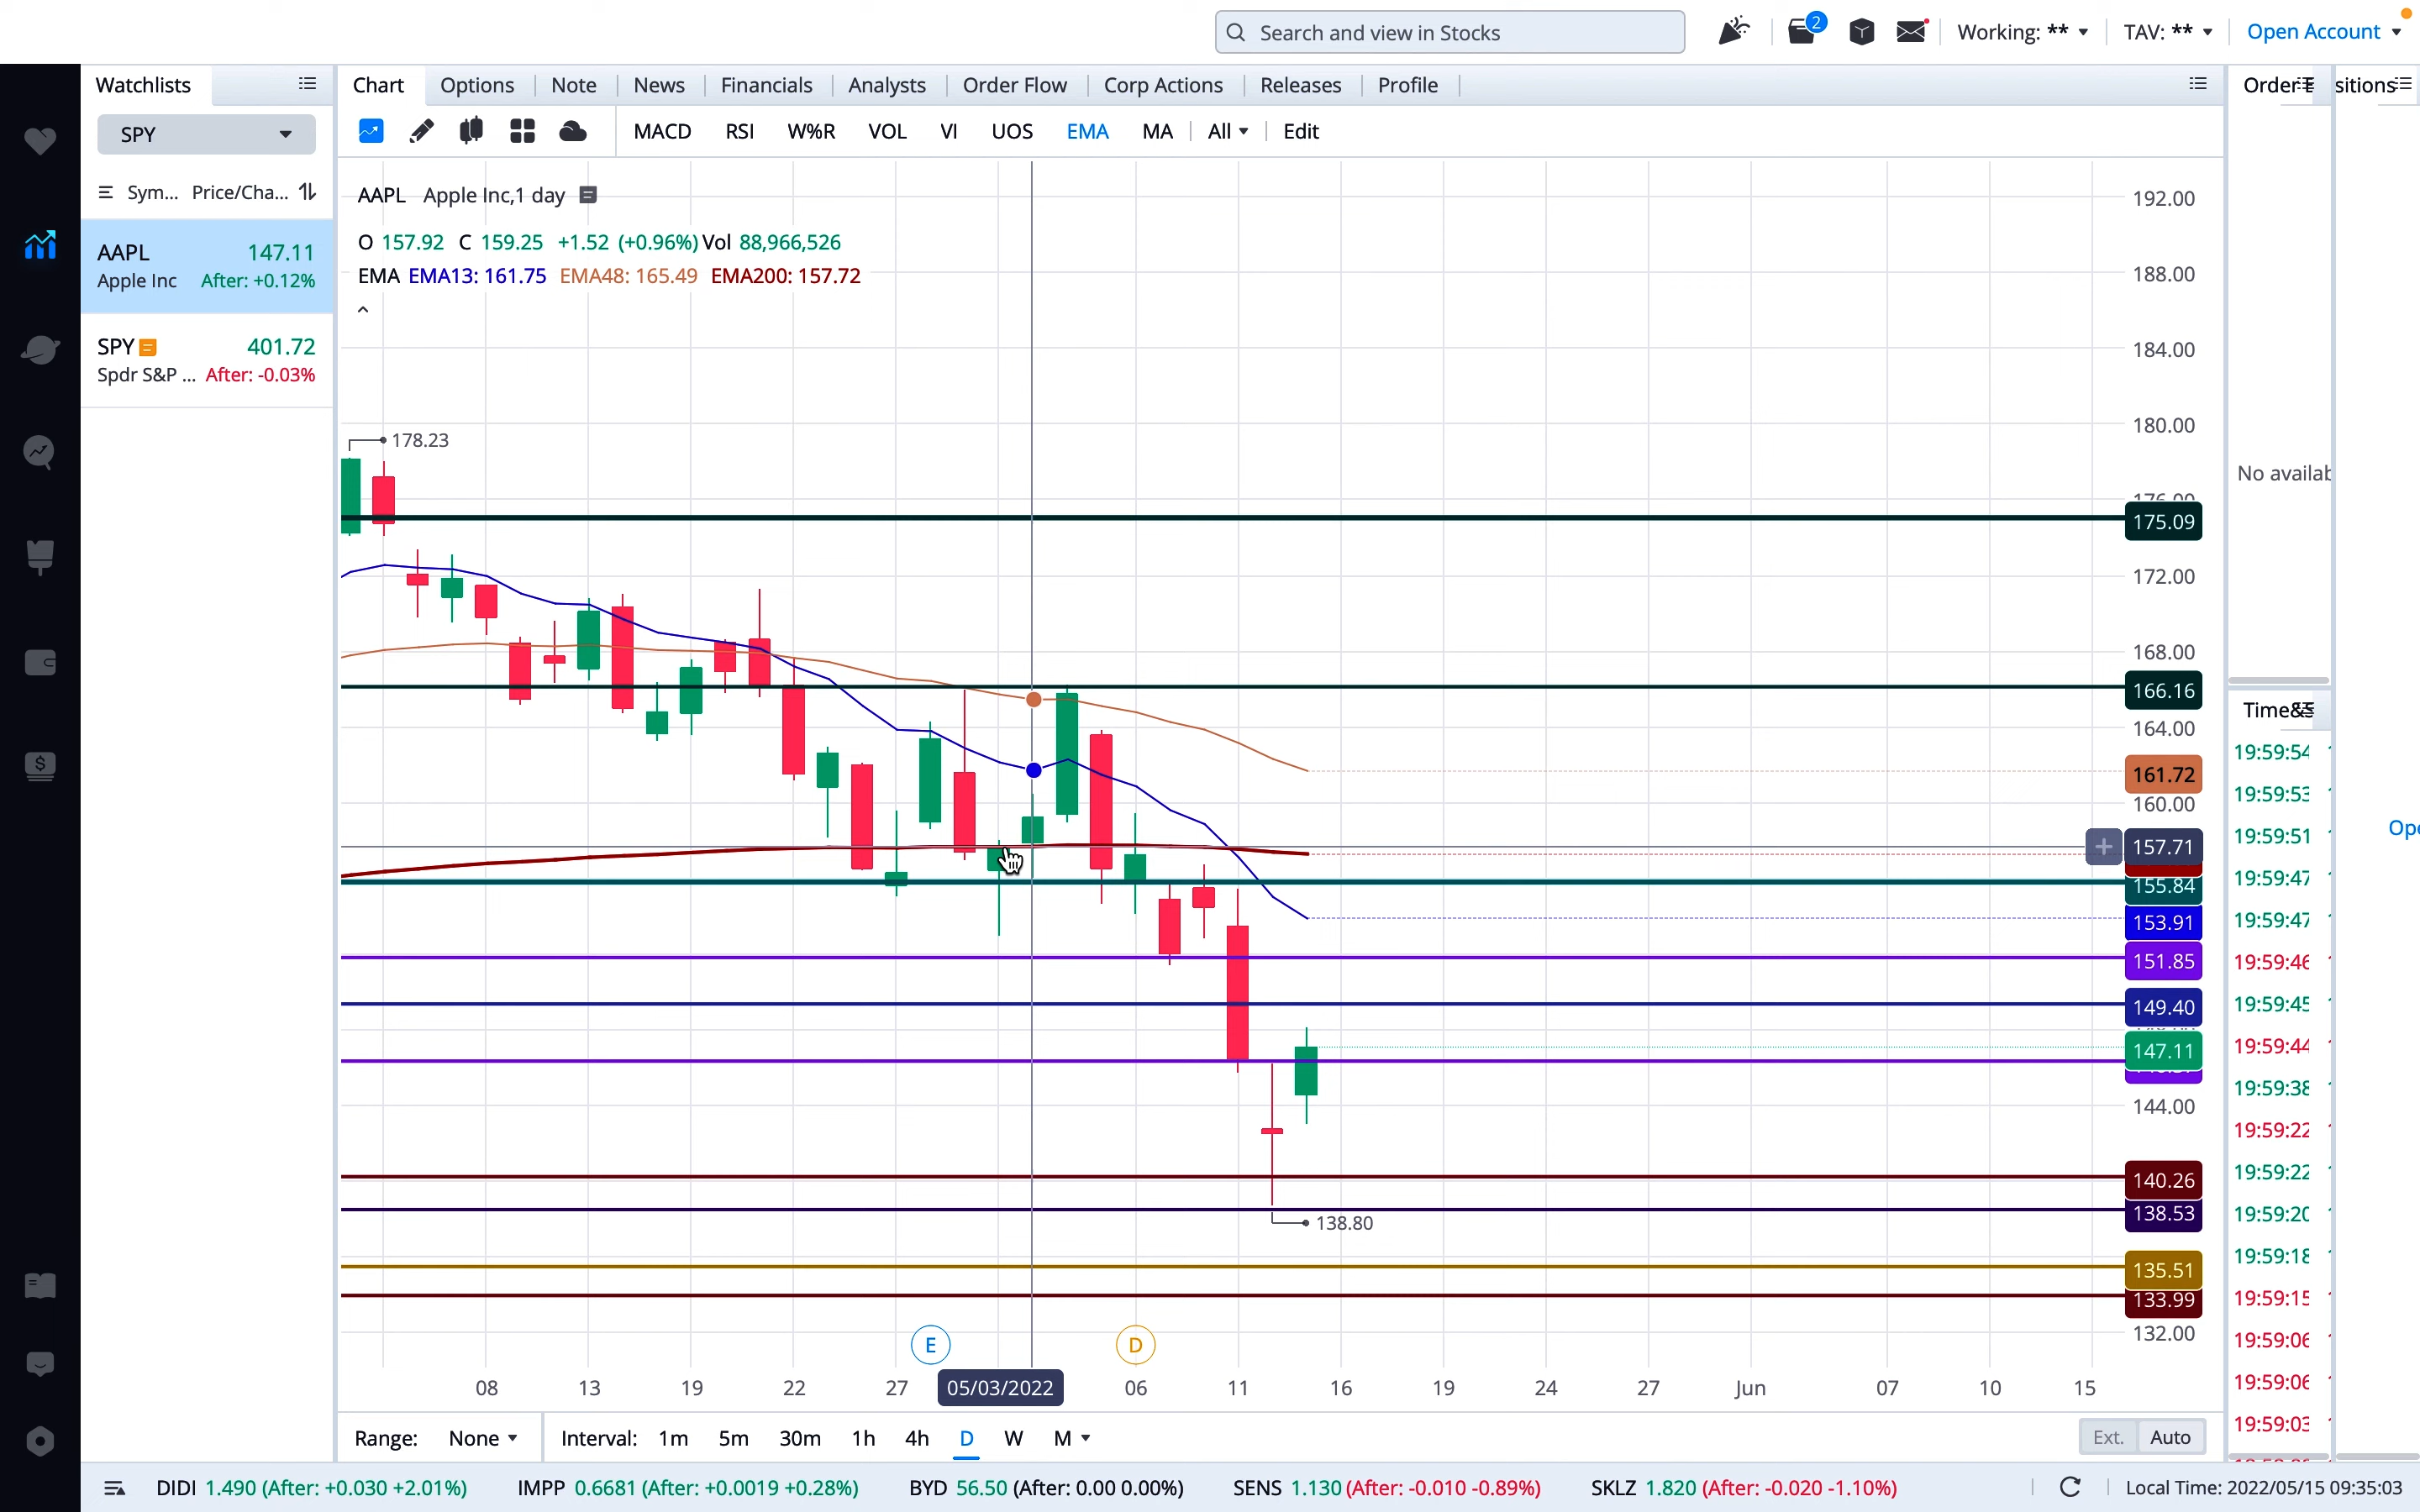 Search and view in Stocks
2
Working: **
TAV: **
Open Account
Watchlists
SPY
Sym... Price/Cha...
AAPL 147.11
Apple Inc After: +0.12%
SPY 401.72
Spdr S&P ... After: -0.03%
Chart Options Note News Financials Analysts Order Flow Corp Actions Releases Profile
MACD RSI W%R VOL VI UOS EMA MA All Edit
AAPL Apple Inc,1 day
O 157.92 C 159.25 +1.52 (+0.96%) Vol 88,966,526
EMA EMA13: 161.75 EMA48: 165.49 EMA200: 157.72
178.23
138.80
192.00
188.00
184.00
180.00
176.00
175.09
172.00
168.00
166.16
164.00
161.72
160.00
157.71
155.84
153.91
151.85
149.40
147.11
144.00
140.26
138.53
135.51
133.99
132.00
E D
08 13 19 22 27 05/03/2022 06 11 16 19 24 27 Jun 07 10 15
Range: None Interval: 1m 5m 30m 1h 4h D W M
Ext. Auto
Order
sitions
No availab
Time&S
19:59:54
19:59:53
19:59:51
19:59:47
19:59:47
19:59:46
19:59:45
19:59:44
19:59:38
19:59:22
19:59:22
19:59:20
19:59:18
19:59:15
19:59:06
19:59:06
19:59:03
Ope
DIDI 1.490 (After: +0.030 +2.01%) IMPP 0.6681 (After: +0.0019 +0.28%) BYD 56.50 (After: 0.00 0.00%) SENS 1.130 (After: -0.010 -0.89%) SKLZ 1.820 (After: -0.020 -1.10%) Local Time: 2022/05/15 09:35:03